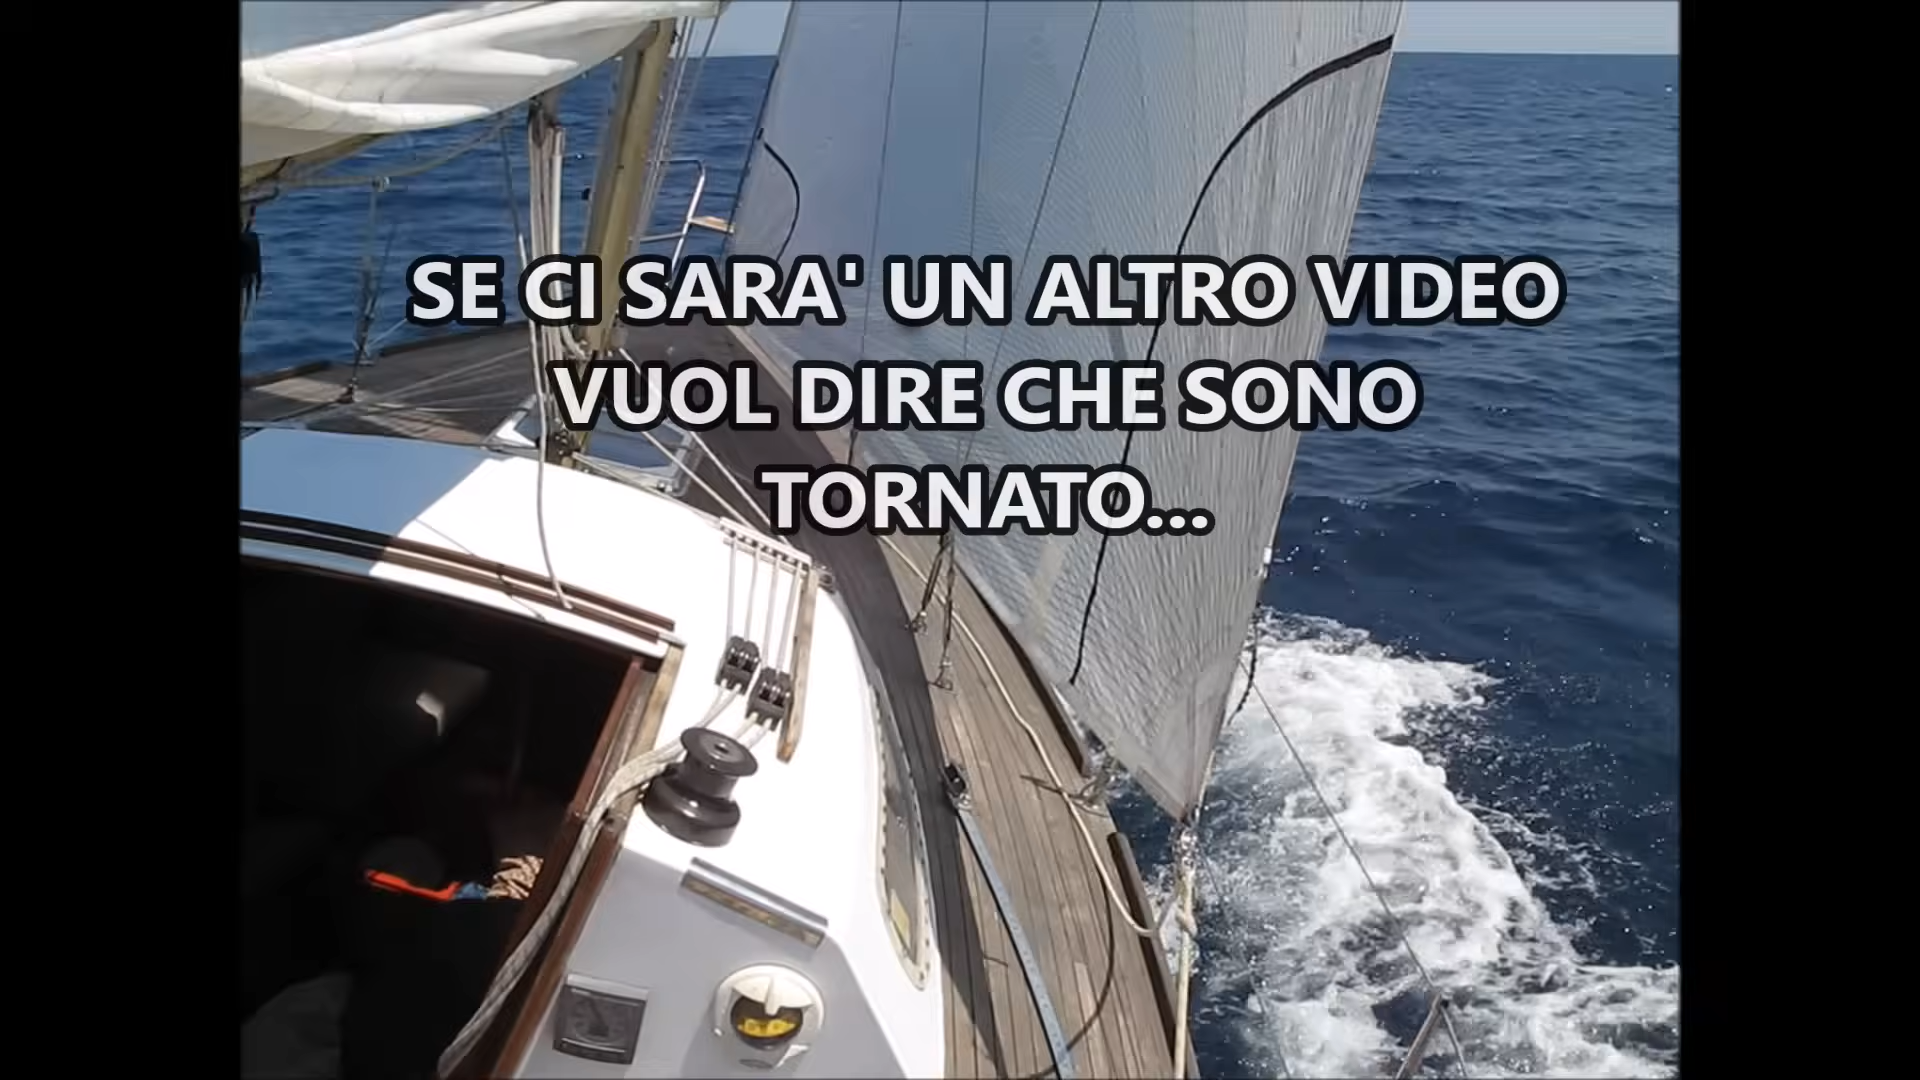 SE CI SARA' UN ALTRO VIDEO
VUOL DIRE CHE SONO
TORNATO...